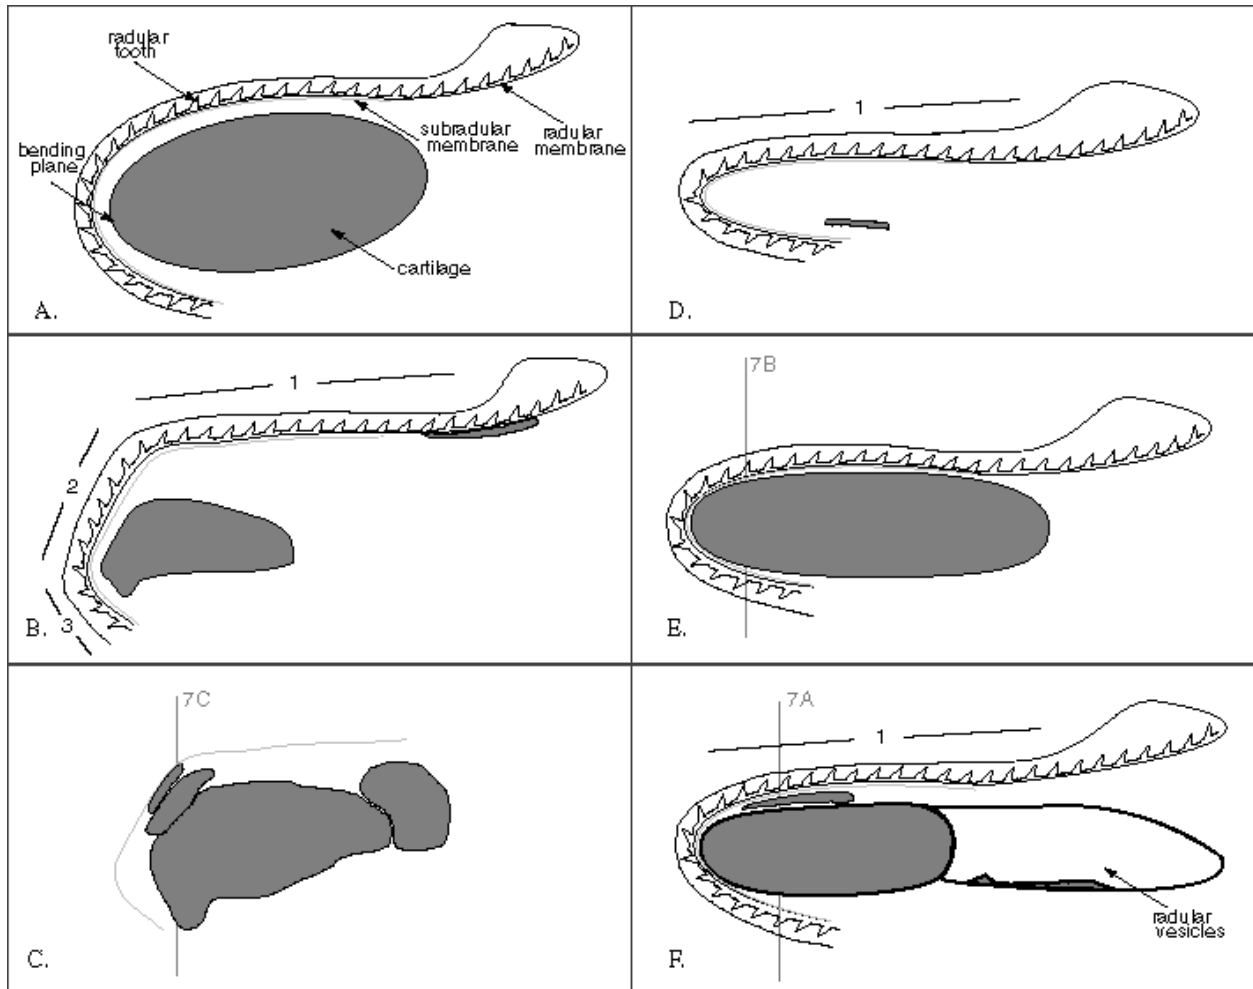 radular
tooth
bending
plane
subradular
membrane
radular
membrane
cartilage
A.
1
D.
1
2
3
B.
7B
E.
7C
C.
7A
1
radular
vesicles
F.